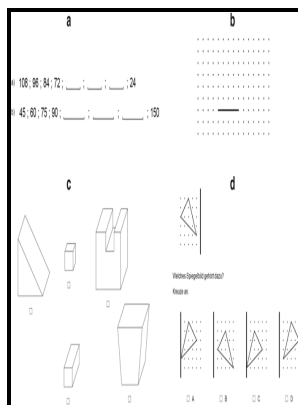 a
b
a) 108 ; 96 ; 84 ; 72 ; ____ ; ____ ; ____ ; 24
b) 45 ; 60 ; 75 ; 90 ; ____ ; ____ ; ____ ; 150
c
d
Welches Spiegelbild gehört dazu?
Kreuze an.
☐ A ☐ B ☐ C ☐ D